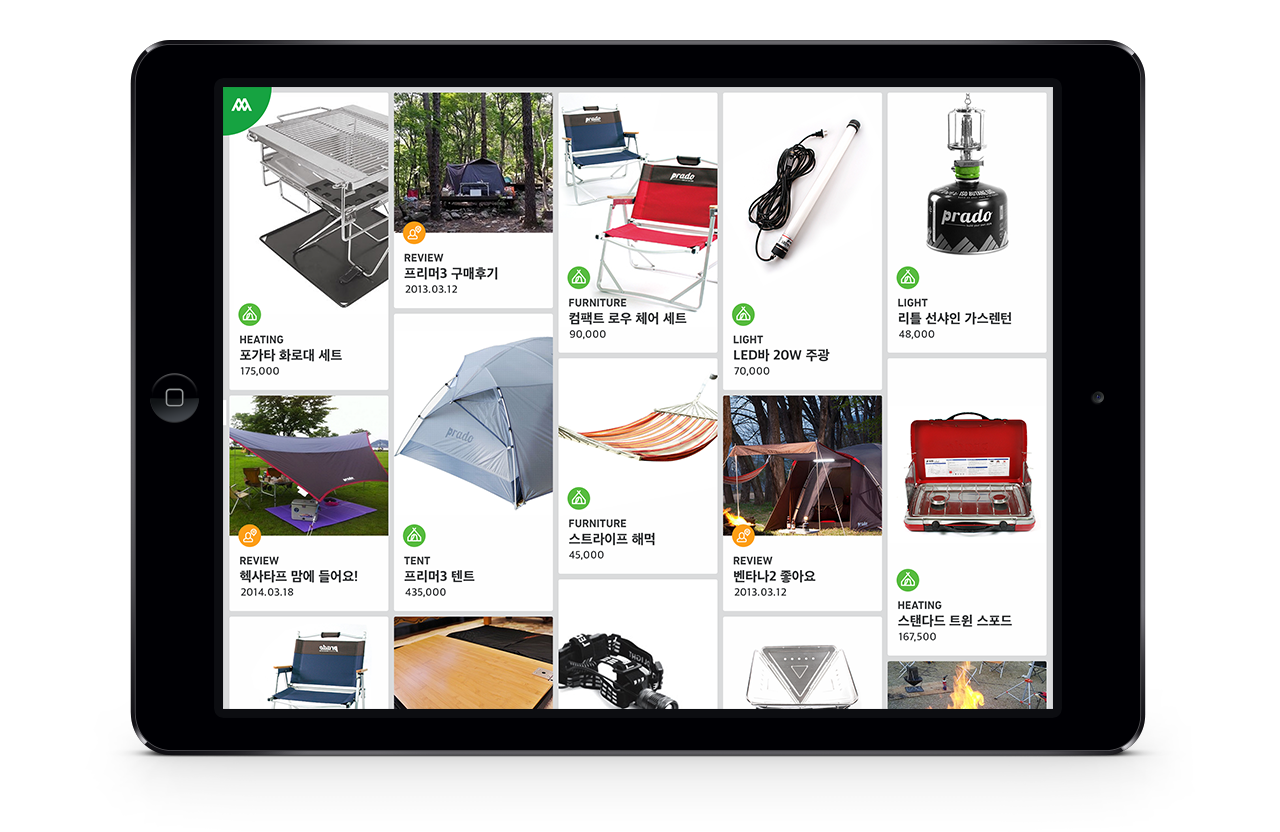 HEATING
포가타 화로대 세트
175,000
REVIEW
헥사타프 맘에 들어요!
2014.03.18
prado
REVIEW
프리머3 구매후기
2013.03.12
prado
TENT
프리머3 텐트
435,000
prado
prado
FURNITURE
컴팩트 로우 체어 세트
90,000
FURNITURE
스트라이프 해먹
45,000
LIGHT
LED바 20W 주광
70,000
prado
REVIEW
벤타나2 좋아요
2013.03.12
ISO BUTANE
prado
LIGHT
리틀 선샤인 가스렌턴
48,000
HEATING
스탠다드 트윈 스포드
167,500